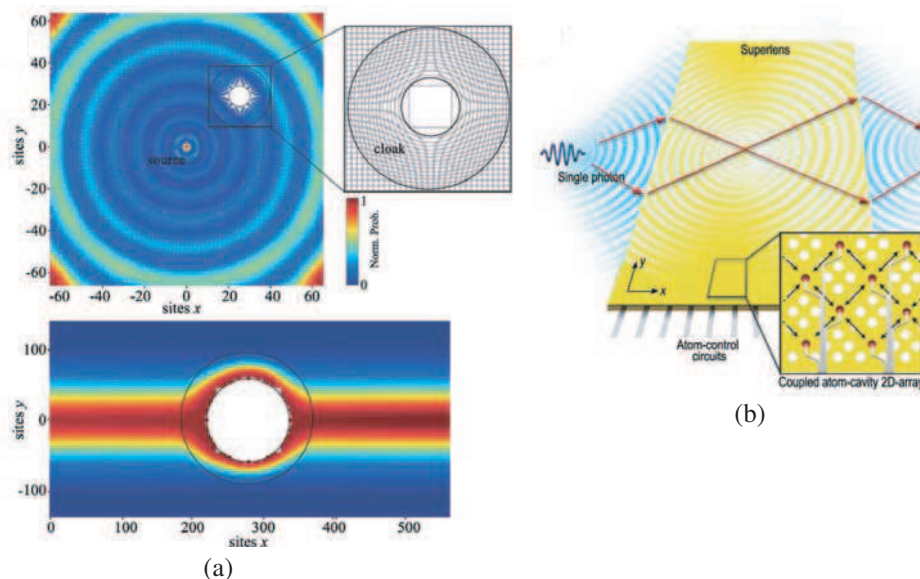 60
40
20
0
-20
-40
-60
sites y
source
-60
-40
-20
0
20
40
60
sites x
cloak
1
0
Norm. Prob.
100
0
-100
sites y
0
100
200
300
400
500
sites x
(a)
Superlens
Single photon
y
x
Atom-control
circuits
Coupled atom-cavity 2D-array
(b)